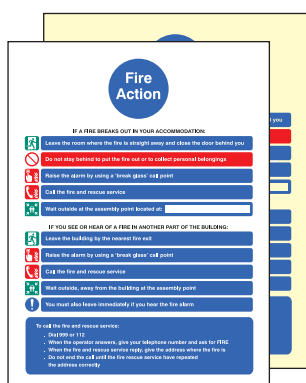 Fire
Action
IF A FIRE BREAKS OUT IN YOUR ACCOMMODATION:
Leave the room where the fire is straight away and close the door behind you
Do not stay behind to put the fire out or to collect personal belongings
Raise the alarm by using a 'break glass' call point
Call the fire and rescue service
Wait outside at the assembly point located at:
IF YOU SEE OR HEAR OF A FIRE IN ANOTHER PART OF THE BUILDING:
Leave the building by the nearest fire exit
Raise the alarm by using a 'break glass' call point
Call the fire and rescue service
Wait outside, away from the building at the assembly point
You must also leave immediately if you hear the fire alarm
To call the fire and rescue service:
. Dial 999 or 112
. When the operator answers, give your telephone number and ask for FIRE
. When the fire and rescue service reply, give the address where the fire is
. Do not end the call until the fire rescue service have repeated
the address correctly
you